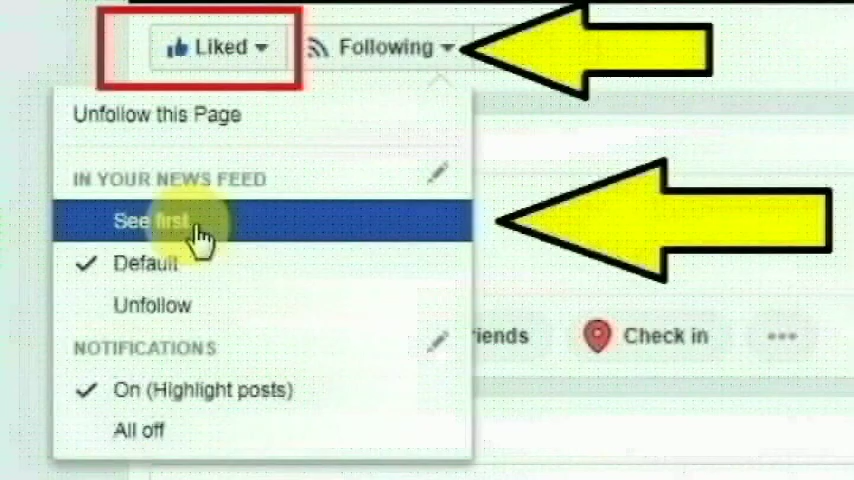 Liked Following
Unfollow this Page
IN YOUR NEWS FEED
See first
Default
Unfollow
riends Check in
NOTIFICATIONS
On (Highlight posts)
All off